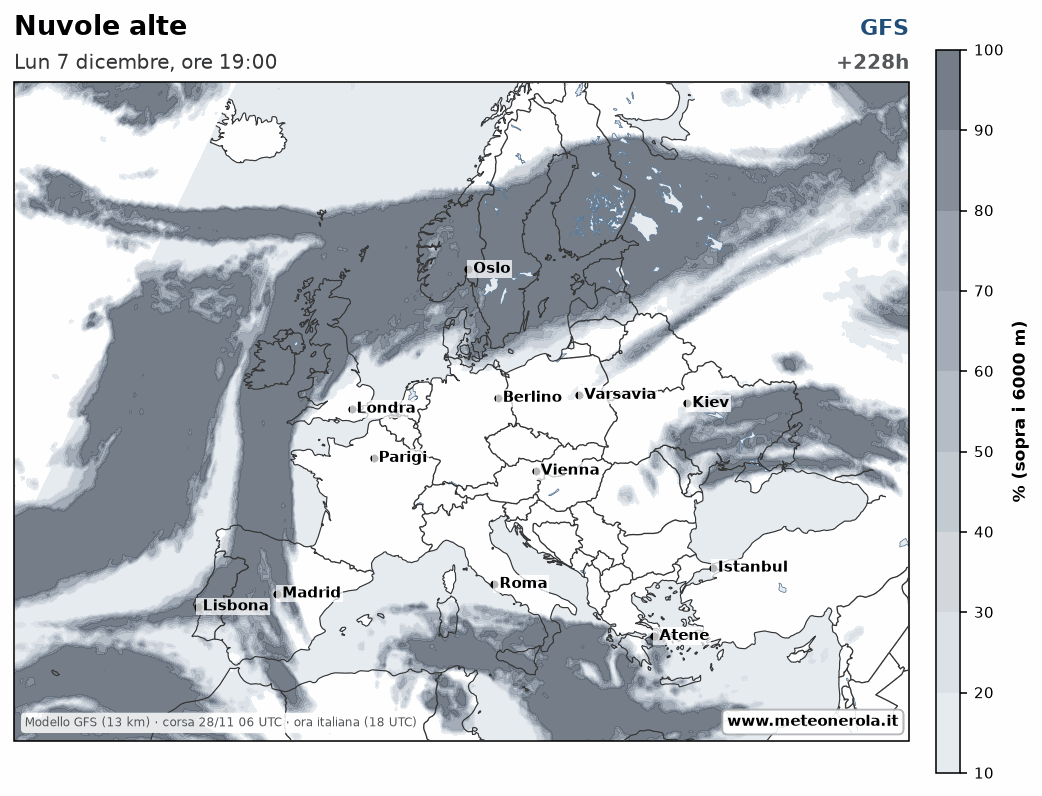 Nuvole alte
GFS
Lun 7 dicembre, ore 19:00
+228h
100
90
80
70
60
50
40
30
20
10
% (sopra i 6000 m)
Oslo
Berlino
Varsavia
Kiev
Londra
Parigi
Vienna
Istanbul
Roma
Madrid
Lisbona
Atene
Modello GFS (13 km) · corsa 28/11 06 UTC · ora italiana (18 UTC)
www.meteonerola.it